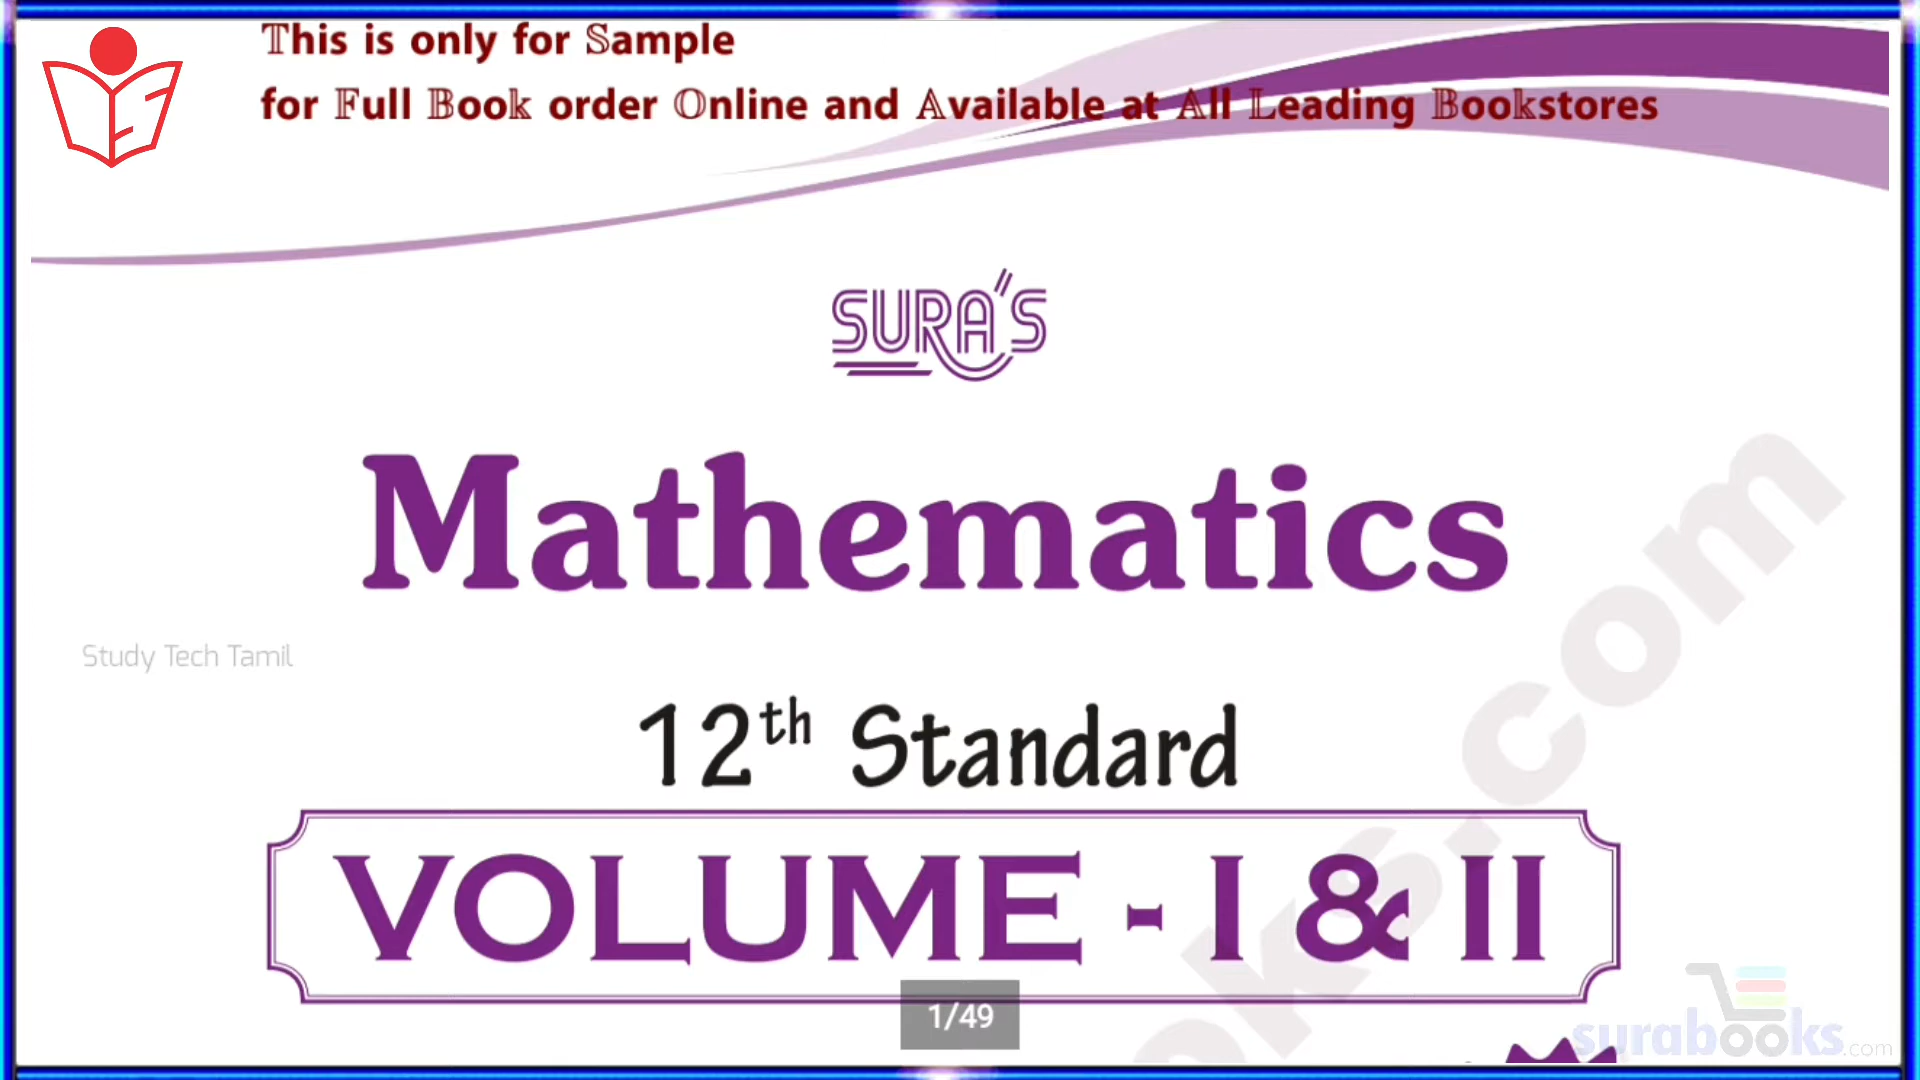 This is only for Sample
for Full Book order Online and Available at All Leading Bookstores
SURA'S
Mathematics
Study Tech Tamil
12th Standard
VOLUME - I & II
1/49
surabooks.com